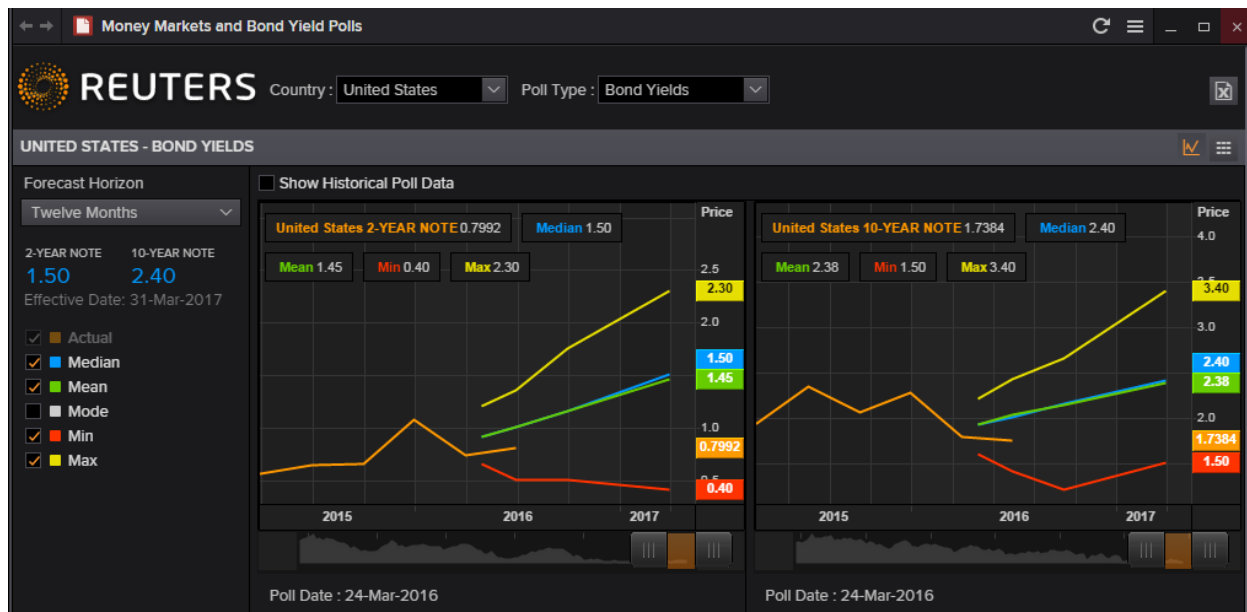 Money Markets and Bond Yield Polls
REUTERS Country : United States Poll Type : Bond Yields
UNITED STATES - BOND YIELDS
Forecast Horizon
Twelve Months
2-YEAR NOTE 10-YEAR NOTE
1.50 2.40
Effective Date: 31-Mar-2017
Actual
Median
Mean
Mode
Min
Max
Show Historical Poll Data
United States 2-YEAR NOTE 0.7992 Median 1.50
Mean 1.45 Min 0.40 Max 2.30
Price
2.5
2.30
2.0
1.50
1.45
1.0
0.7992
0.5
0.40
2015 2016 2017
Poll Date : 24-Mar-2016
United States 10-YEAR NOTE 1.7384 Median 2.40
Mean 2.38 Min 1.50 Max 3.40
Price
4.0
3.5
3.40
3.0
2.40
2.38
2.0
1.7384
1.50
2015 2016 2017
Poll Date : 24-Mar-2016